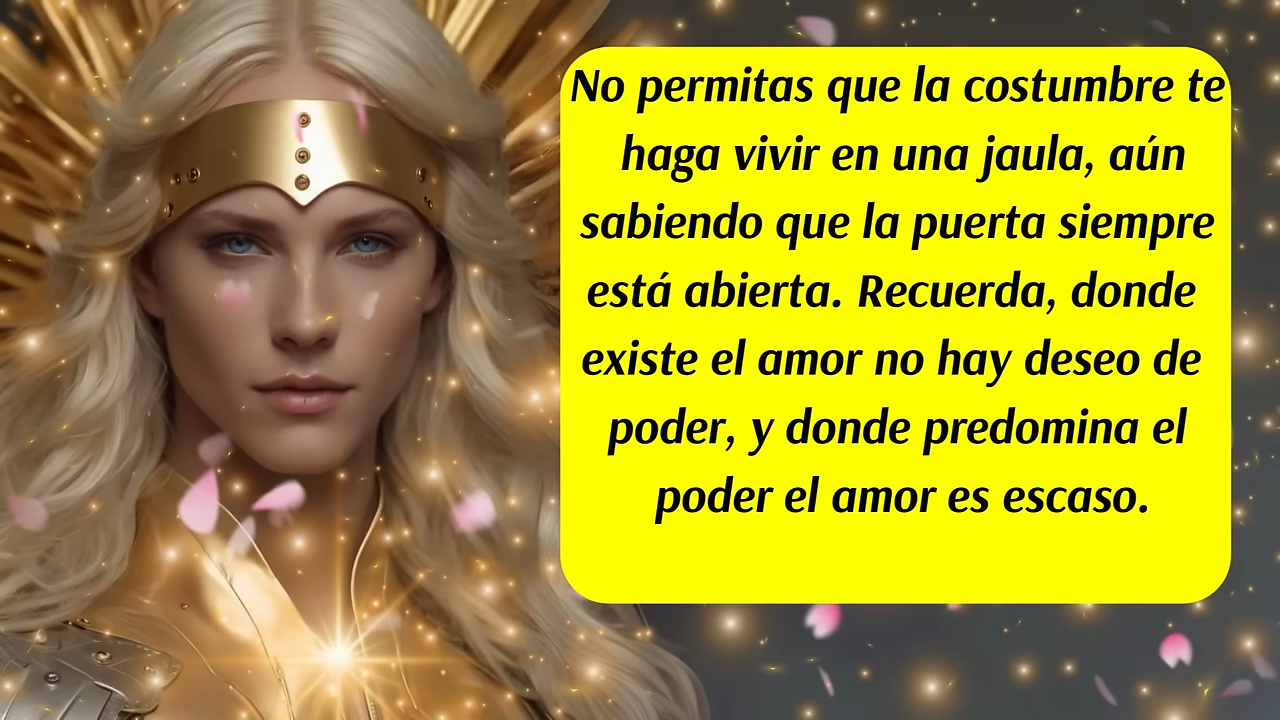 No permitas que la costumbre te
haga vivir en una jaula, aún
sabiendo que la puerta siempre
está abierta. Recuerda, donde
existe el amor no hay deseo de
poder, y donde predomina el
poder el amor es escaso.